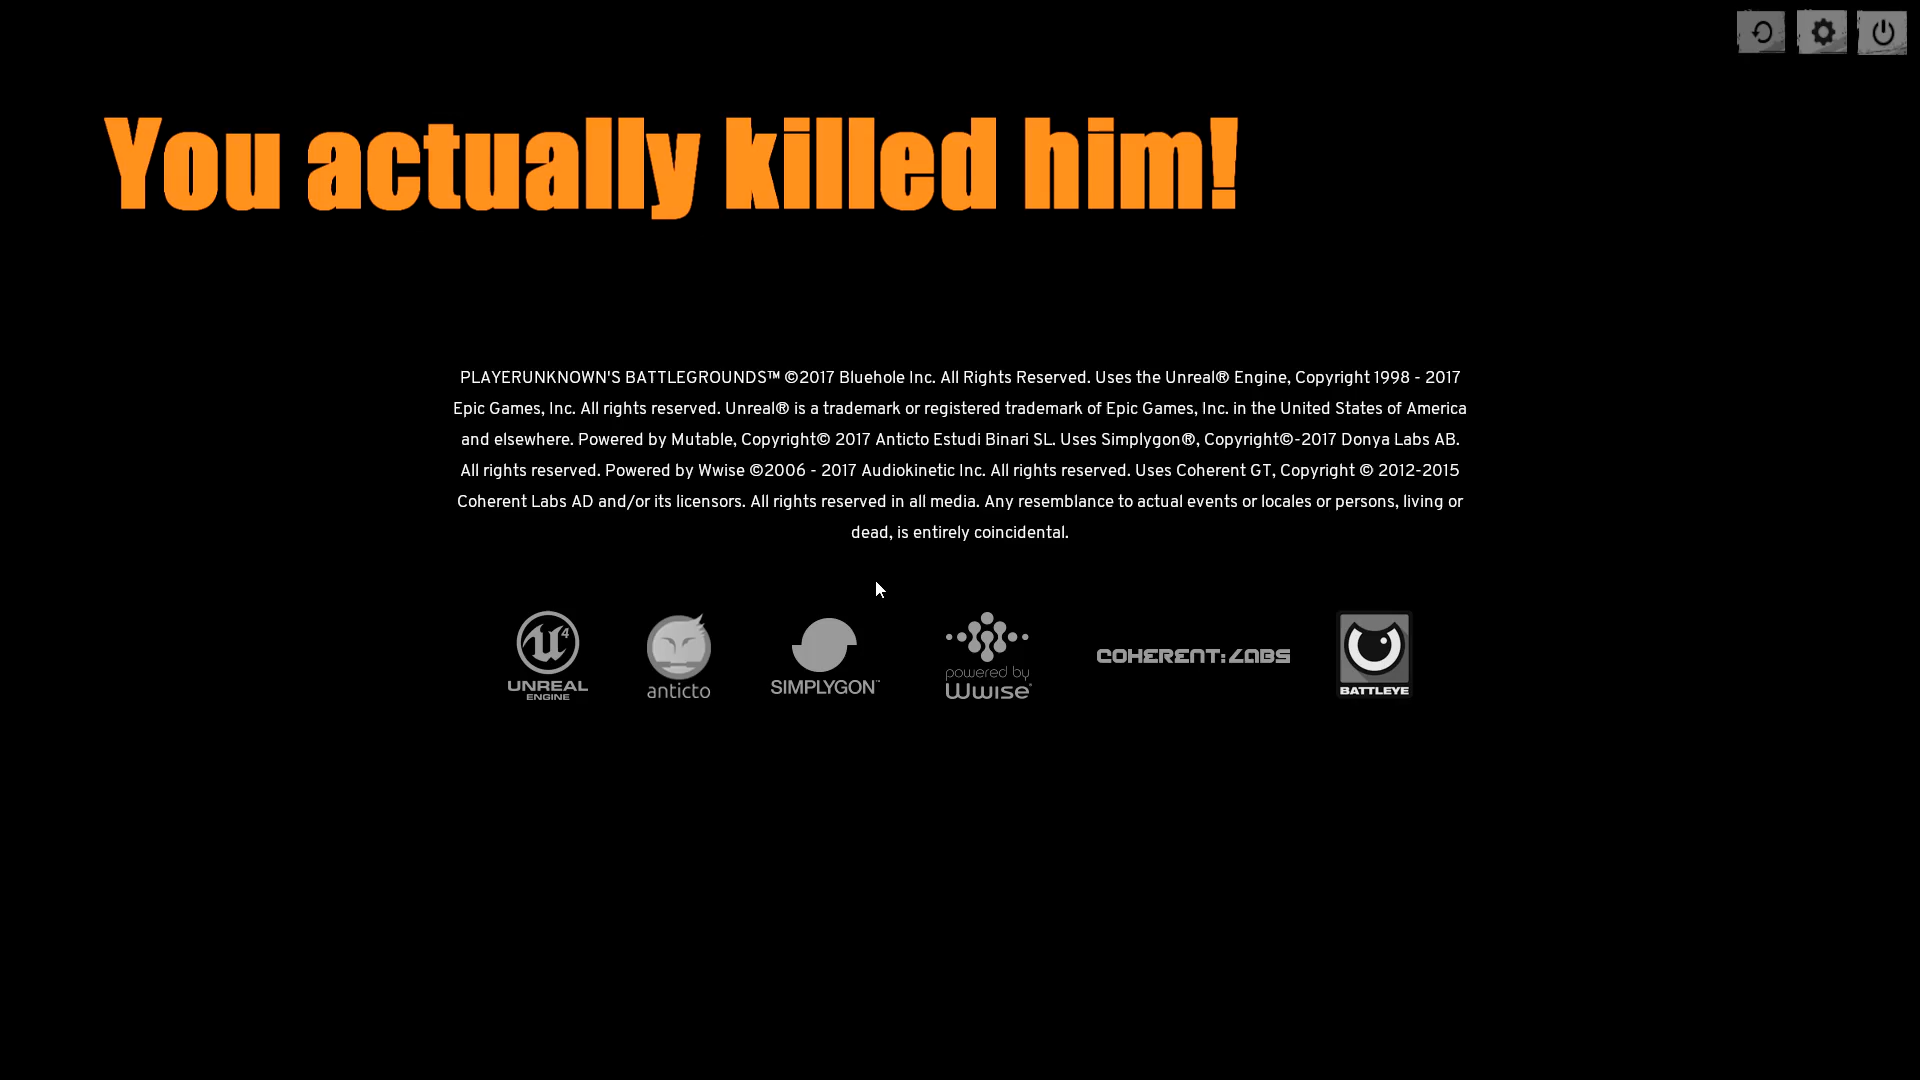 You actually killed him!
PLAYERUNKNOWN'S BATTLEGROUNDS™ ©2017 Bluehole Inc. All Rights Reserved. Uses the Unreal® Engine, Copyright 1998 - 2017
Epic Games, Inc. All rights reserved. Unreal® is a trademark or registered trademark of Epic Games, Inc. in the United States of America
and elsewhere. Powered by Mutable, Copyright© 2017 Anticto Estudi Binari SL. Uses Simplygon®, Copyright©-2017 Donya Labs AB.
All rights reserved. Powered by Wwise ©2006 - 2017 Audiokinetic Inc. All rights reserved. Uses Coherent GT, Copyright © 2012-2015
Coherent Labs AD and/or its licensors. All rights reserved in all media. Any resemblance to actual events or locales or persons, living or
dead, is entirely coincidental.
U 4
UNREAL
ENGINE
anticto
SIMPLYGON™
powered by
Wwise®
COHERENT:LABS
BATTLEYE